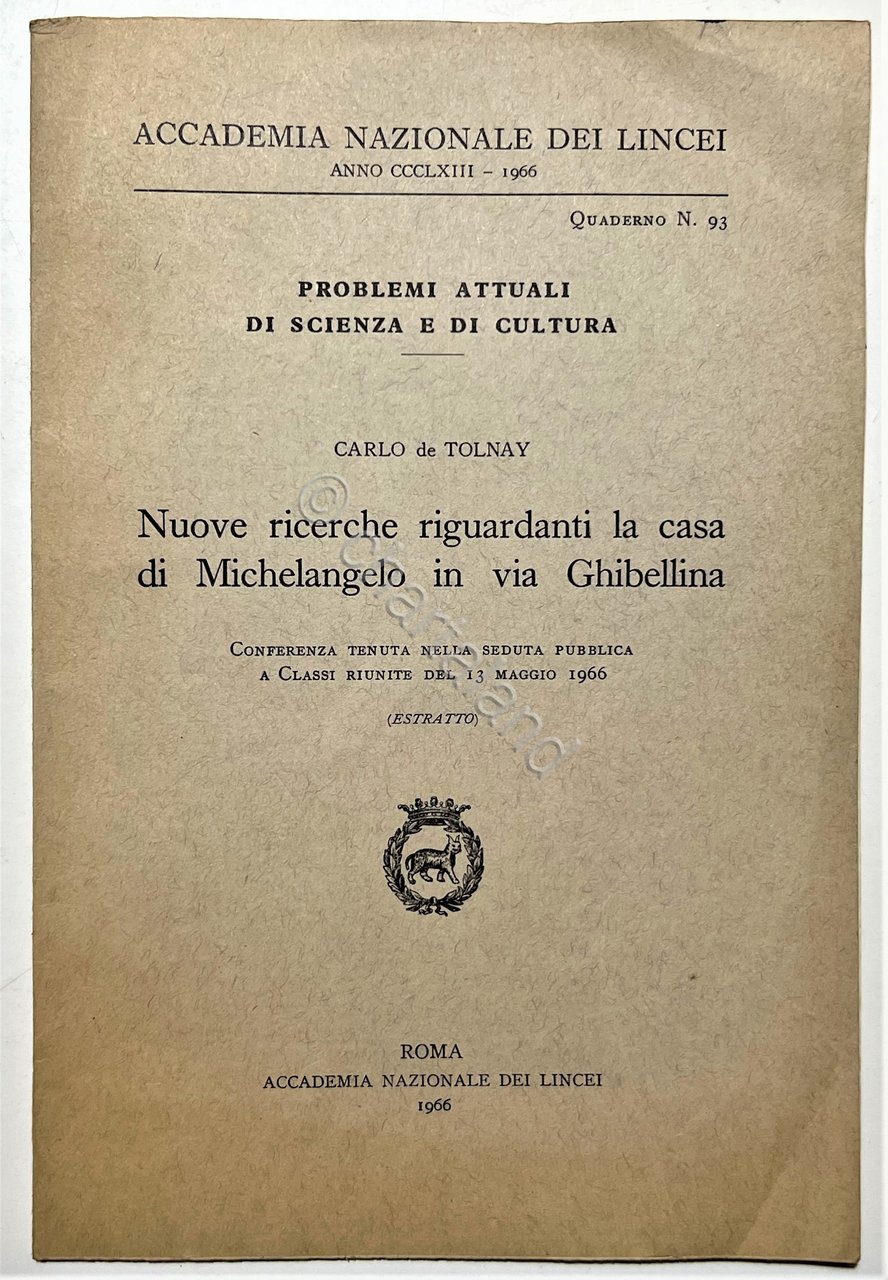 ACCADEMIA NAZIONALE DEI LINCEI
ANNO CCCLXIII – 1966
QUADERNO N. 93
PROBLEMI ATTUALI
DI SCIENZA E DI CULTURA
CARLO de TOLNAY
Nuove ricerche riguardanti la casa
di Michelangelo in via Ghibellina
CONFERENZA TENUTA NELLA SEDUTA PUBBLICA
A CLASSI RIUNITE DEL 13 MAGGIO 1966
(ESTRATTO)
ROMA
ACCADEMIA NAZIONALE DEI LINCEI
1966
© chartaland